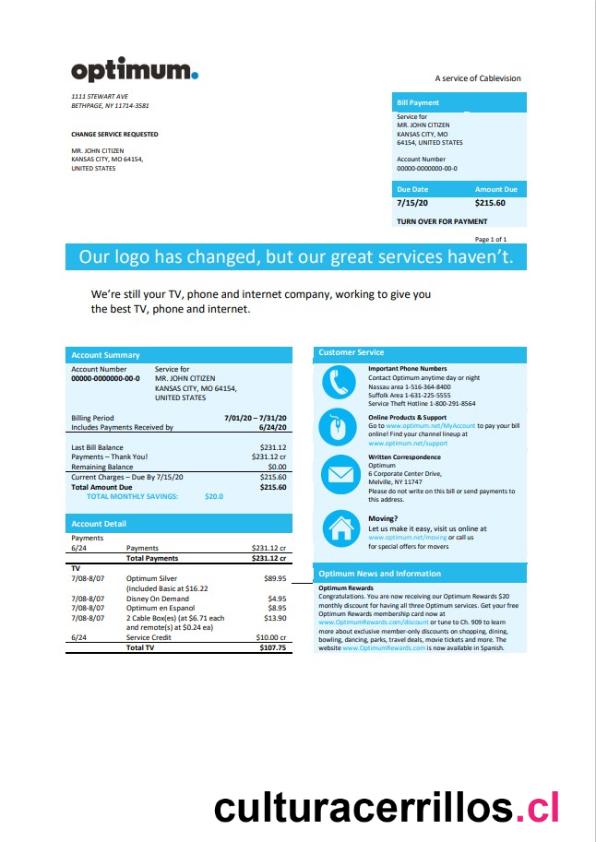 optimum.
A service of Cablevision
1111 STEWART AVE
BETHPAGE, NY 11714-3581
CHANGE SERVICE REQUESTED
MR. JOHN CITIZEN
KANSAS CITY, MO 64154,
UNITED STATES
Bill Payment
Service for
MR. JOHN CITIZEN
KANSAS CITY, MO
64154, UNITED STATES
Account Number
00000-0000000-00-0
Due Date Amount Due
7/15/20 $215.60
TURN OVER FOR PAYMENT
Page 1 of 1
Our logo has changed, but our great services haven't.
We're still your TV, phone and internet company, working to give you
the best TV, phone and internet.
Account Summary
Account Number Service for
00000-0000000-00-0 MR. JOHN CITIZEN
KANSAS CITY, MO 64154,
UNITED STATES
Billing Period 7/01/20 – 7/31/20
Includes Payments Received by 6/24/20
Last Bill Balance $231.12
Payments – Thank You! $231.12 cr
Remaining Balance $0.00
Current Charges – Due By 7/15/20 $215.60
Total Amount Due $215.60
TOTAL MONTHLY SAVINGS: $20.0
Account Detail
Payments
6/24 Payments $231.12 cr
Total Payments $231.12 cr
TV
7/08-8/07 Optimum Silver $89.95
(Included Basic at $16.22
7/08-8/07 Disney On Demand $4.95
7/08-8/07 Optimum en Espanol $8.95
7/08-8/07 2 Cable Box(es) (at $6.71 each $13.90
and remote(s) at $0.24 ea)
6/24 Service Credit $10.00 cr
Total TV $107.75
Customer Service
Important Phone Numbers
Contact Optimum anytime day or night
Nassau area 1-516-364-8400
Suffolk Area 1-631-225-5555
Service Theft Hotline 1-800-291-8564
Online Products & Support
Go to www.optimum.net/MyAccount to pay your bill
online! Find your channel lineup at
www.optimum.net/support
Written Correspondence
Optimum
6 Corporate Center Drive,
Melville, NY 11747
Please do not write on this bill or send payments to
this address.
Moving?
Let us make it easy, visit us online at
www.optimum.net/moving or call us
for special offers for movers
Optimum News and Information
Optimum Rewards
Congratulations. You are now receiving our Optimum Rewards $20
monthly discount for having all three Optimum services. Get your free
Optimum Rewards membership card now at
www.OptimumRewards.com/discount or tune to Ch. 909 to learn
more about exclusive member-only discounts on shopping, dining,
bowling, dancing, parks, travel deals, movie tickets and more. The
website www.OptimumRewards.com is now available in Spanish.
culturacerrillos.cl